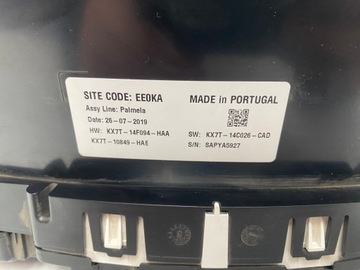 SITE CODE: EE0KA
MADE in PORTUGAL
Assy Line: Palmela
Date: 26-07-2019
HW: KX7T-14F094-HAA
SW: KX7T-14C026-CAD
KX7T-10849-HAE
S/N: SAPYA5927